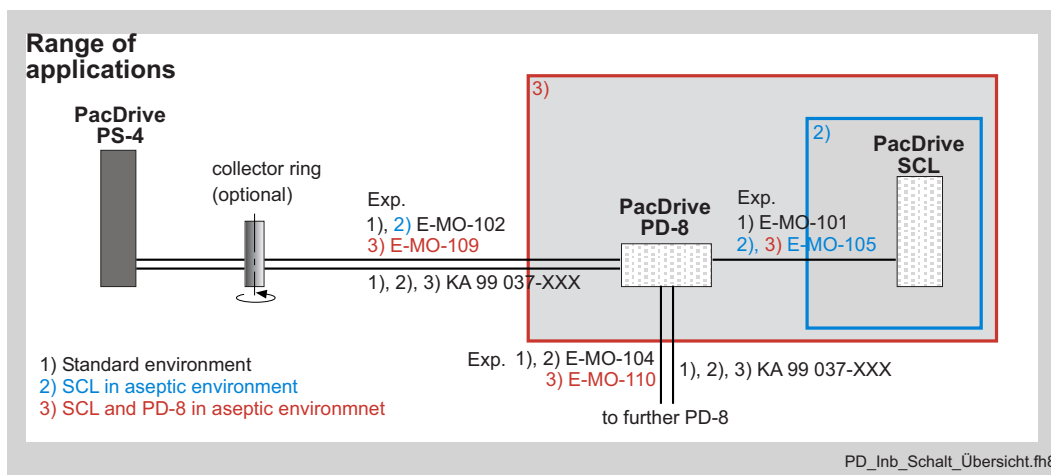 Range of
applications
PacDrive
PS-4
collector ring
(optional)
Exp.
1), 2) E-MO-102
3) E-MO-109
1), 2), 3) KA 99 037-XXX
3)
PacDrive
PD-8
Exp.
1) E-MO-101
2), 3) E-MO-105
2)
PacDrive
SCL
Exp. 1), 2) E-MO-104
3) E-MO-110
1), 2), 3) KA 99 037-XXX
to further PD-8
1) Standard environment
2) SCL in aseptic environment
3) SCL and PD-8 in aseptic environmnet
PD_Inb_Schalt_Übersicht.fh8